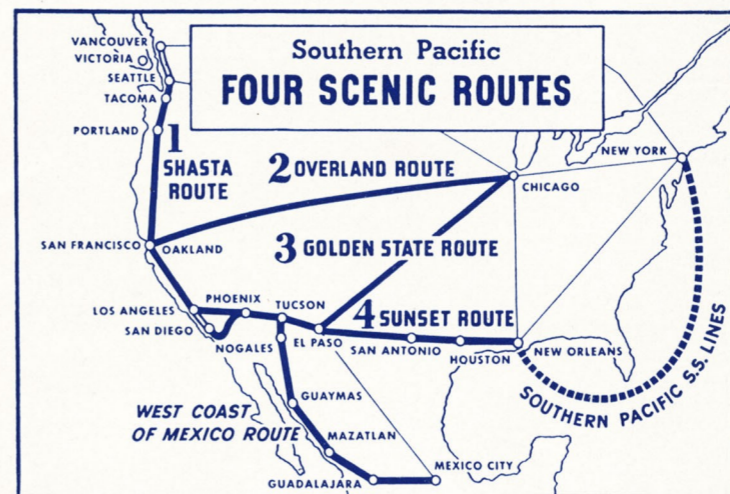 Southern Pacific
FOUR SCENIC ROUTES
VANCOUVER
VICTORIA
SEATTLE
TACOMA
PORTLAND
1
SHASTA
ROUTE
2 OVERLAND ROUTE
NEW YORK
CHICAGO
SAN FRANCISCO
OAKLAND
3 GOLDEN STATE ROUTE
LOS ANGELES
PHOENIX
TUCSON
4 SUNSET ROUTE
SAN DIEGO
NOGALES
EL PASO
SAN ANTONIO
HOUSTON
NEW ORLEANS
SOUTHERN PACIFIC S.S. LINES
GUAYMAS
WEST COAST
OF MEXICO ROUTE
MAZATLAN
GUADALAJARA
MEXICO CITY